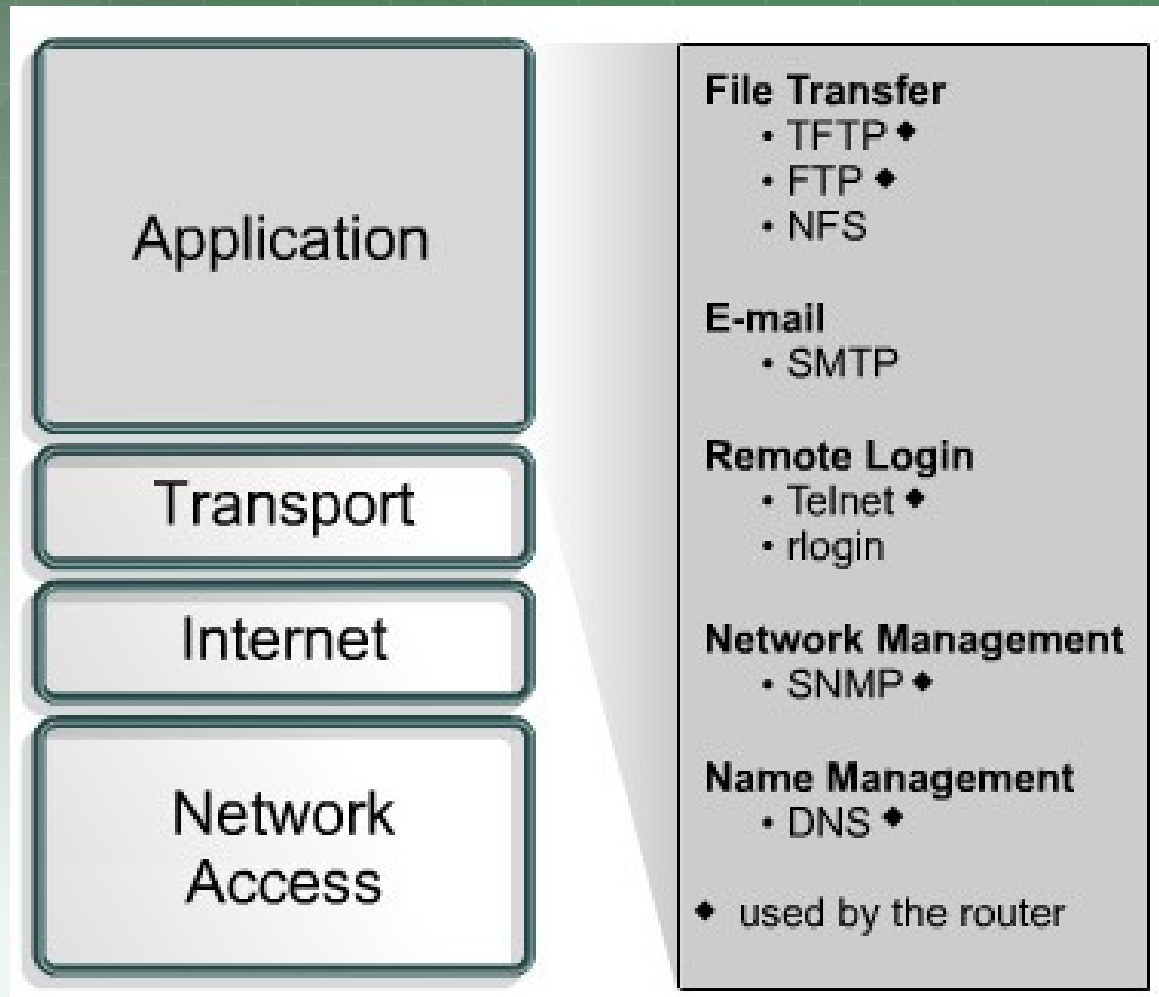 Application
Transport
Internet
Network
Access
File Transfer
• TFTP ◆
• FTP ◆
• NFS
E-mail
• SMTP
Remote Login
• Telnet ◆
• rlogin
Network Management
• SNMP ◆
Name Management
• DNS ◆
◆ used by the router